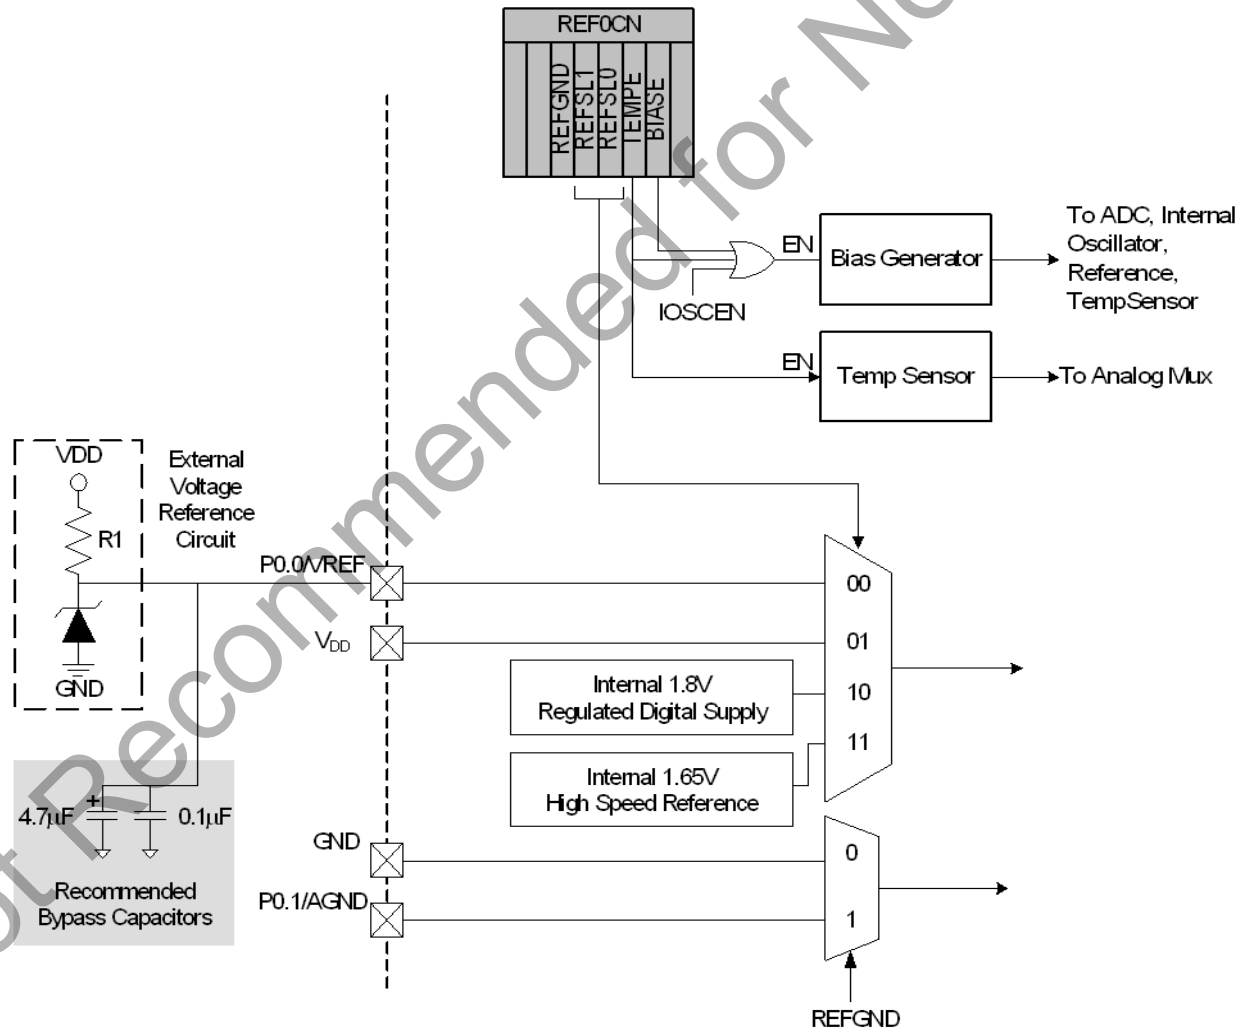 REF0CN
REFGND
REFSL1
REFSL0
TEMPE
BIASE
EN
Bias Generator
To ADC, Internal
Oscillator,
Reference,
TempSensor
IOSCEN
EN
Temp Sensor
To Analog Mux
VDD
R1
GND
External
Voltage
Reference
Circuit
P0.0/VREF
VDD
00
01
10
11
Internal 1.8V
Regulated Digital Supply
Internal 1.65V
High Speed Reference
+
4.7µF
0.1µF
Recommended
Bypass Capacitors
GND
P0.1/AGND
0
1
REFGND
ot Recommended for Ne